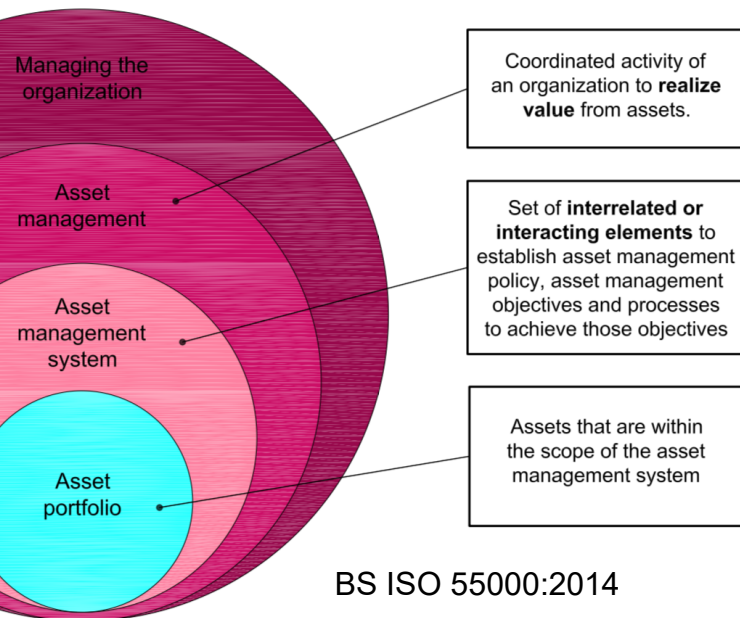 Managing the
organization
Asset
management
Asset
management
system
Asset
portfolio
Coordinated activity of
an organization to realize
value from assets.
Set of interrelated or
interacting elements to
establish asset management
policy, asset management
objectives and processes
to achieve those objectives
Assets that are within
the scope of the asset
management system
BS ISO 55000:2014